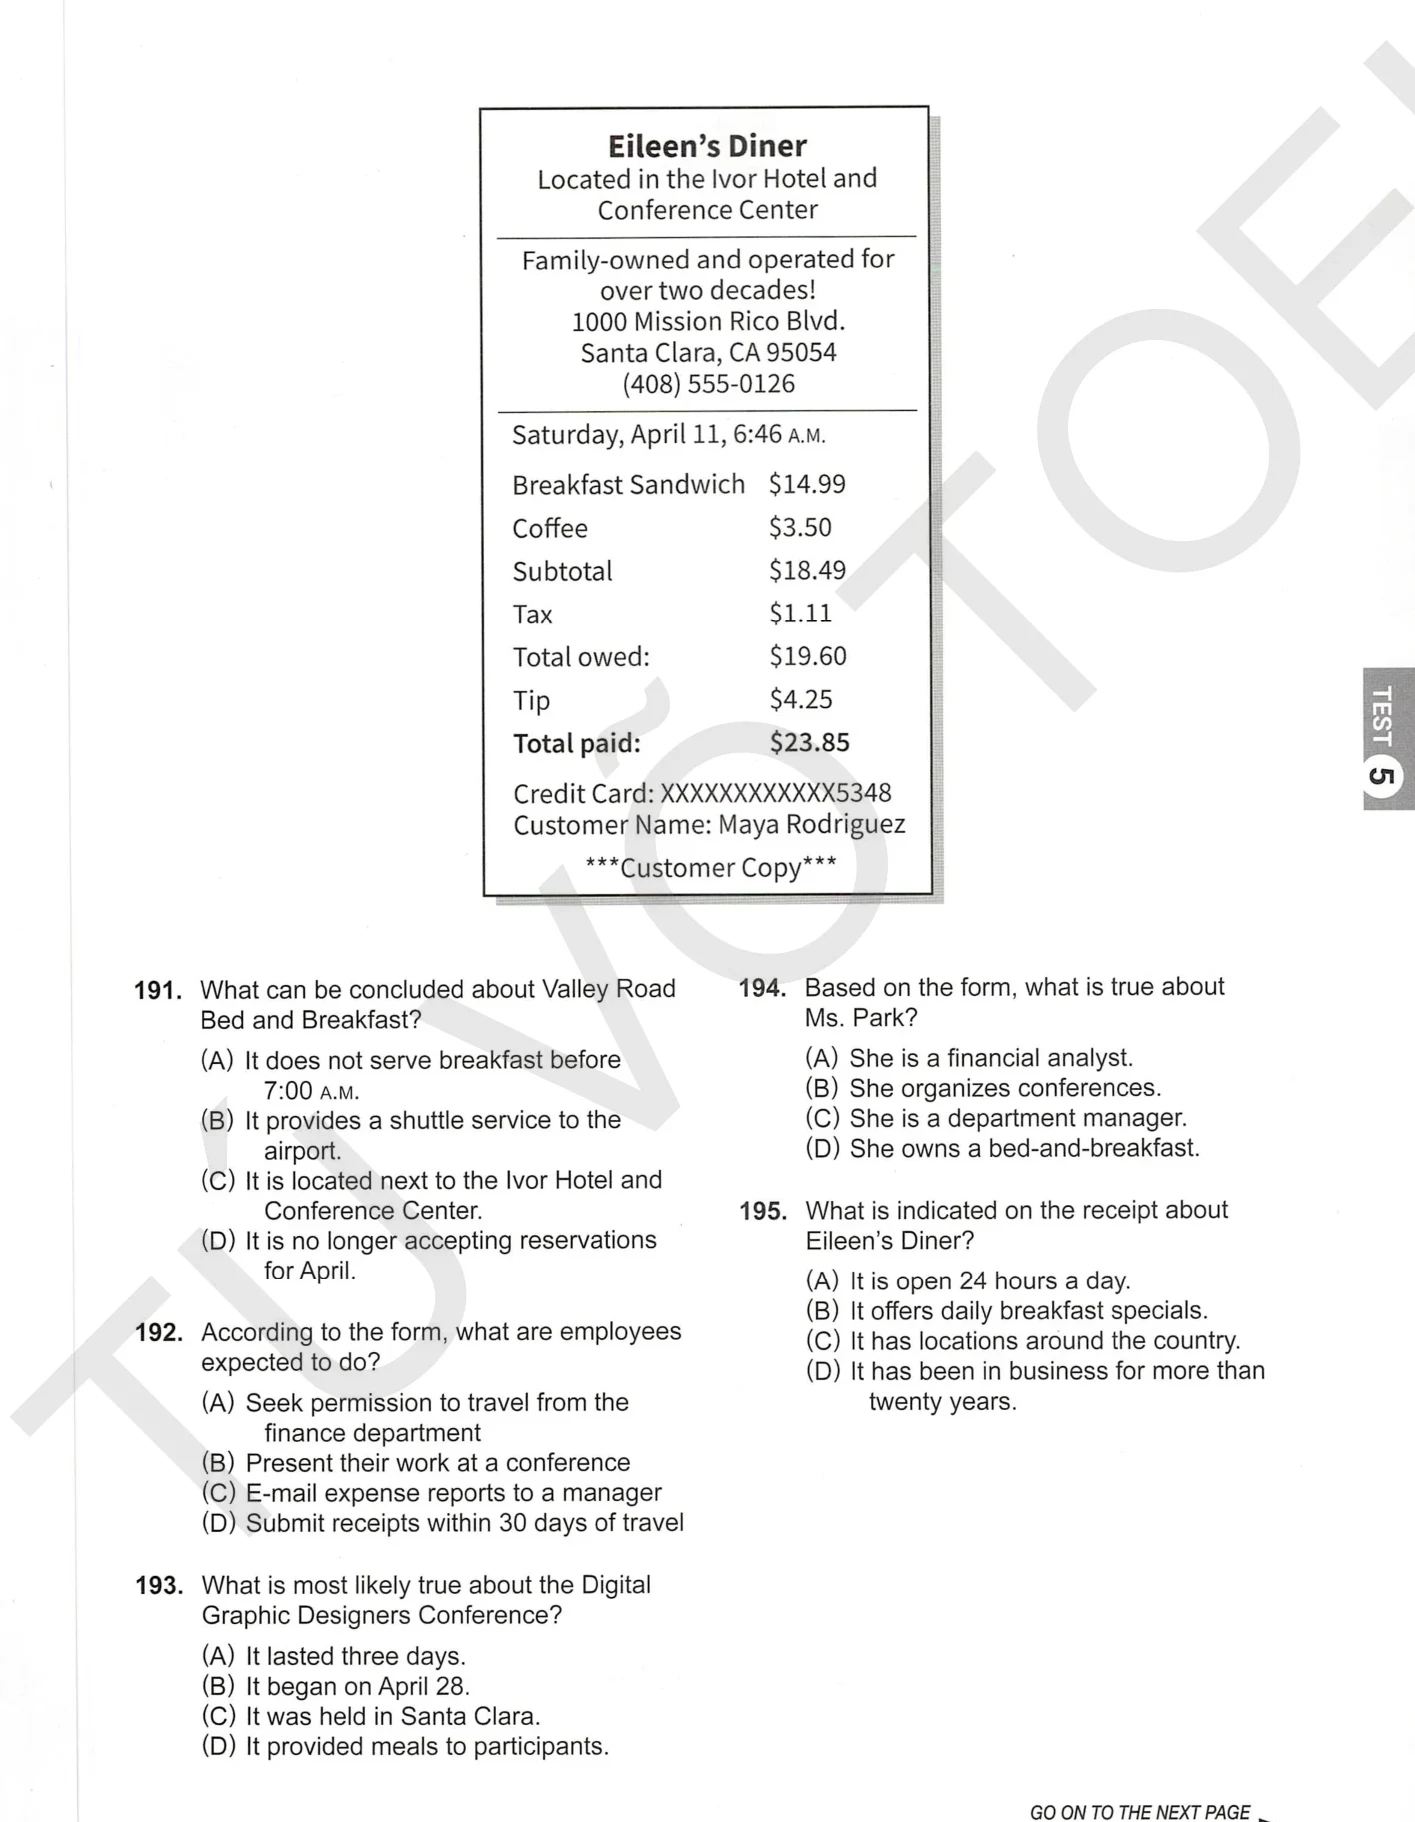 Eileen's Diner
Located in the Ivor Hotel and
Conference Center
Family-owned and operated for
over two decades!
1000 Mission Rico Blvd.
Santa Clara, CA 95054
(408) 555-0126
Saturday, April 11, 6:46 A.M.
Breakfast Sandwich $14.99
Coffee $3.50
Subtotal $18.49
Tax $1.11
Total owed: $19.60
Tip $4.25
Total paid: $23.85
Credit Card: XXXXXXXXXXXX5348
Customer Name: Maya Rodriguez
***Customer Copy***
TEST 5
191. What can be concluded about Valley Road
Bed and Breakfast?
(A) It does not serve breakfast before
7:00 A.M.
(B) It provides a shuttle service to the
airport.
(C) It is located next to the Ivor Hotel and
Conference Center.
(D) It is no longer accepting reservations
for April.
192. According to the form, what are employees
expected to do?
(A) Seek permission to travel from the
finance department
(B) Present their work at a conference
(C) E-mail expense reports to a manager
(D) Submit receipts within 30 days of travel
193. What is most likely true about the Digital
Graphic Designers Conference?
(A) It lasted three days.
(B) It began on April 28.
(C) It was held in Santa Clara.
(D) It provided meals to participants.
194. Based on the form, what is true about
Ms. Park?
(A) She is a financial analyst.
(B) She organizes conferences.
(C) She is a department manager.
(D) She owns a bed-and-breakfast.
195. What is indicated on the receipt about
Eileen's Diner?
(A) It is open 24 hours a day.
(B) It offers daily breakfast specials.
(C) It has locations around the country.
(D) It has been in business for more than
twenty years.
GO ON TO THE NEXT PAGE
TÚ VÕ TOE